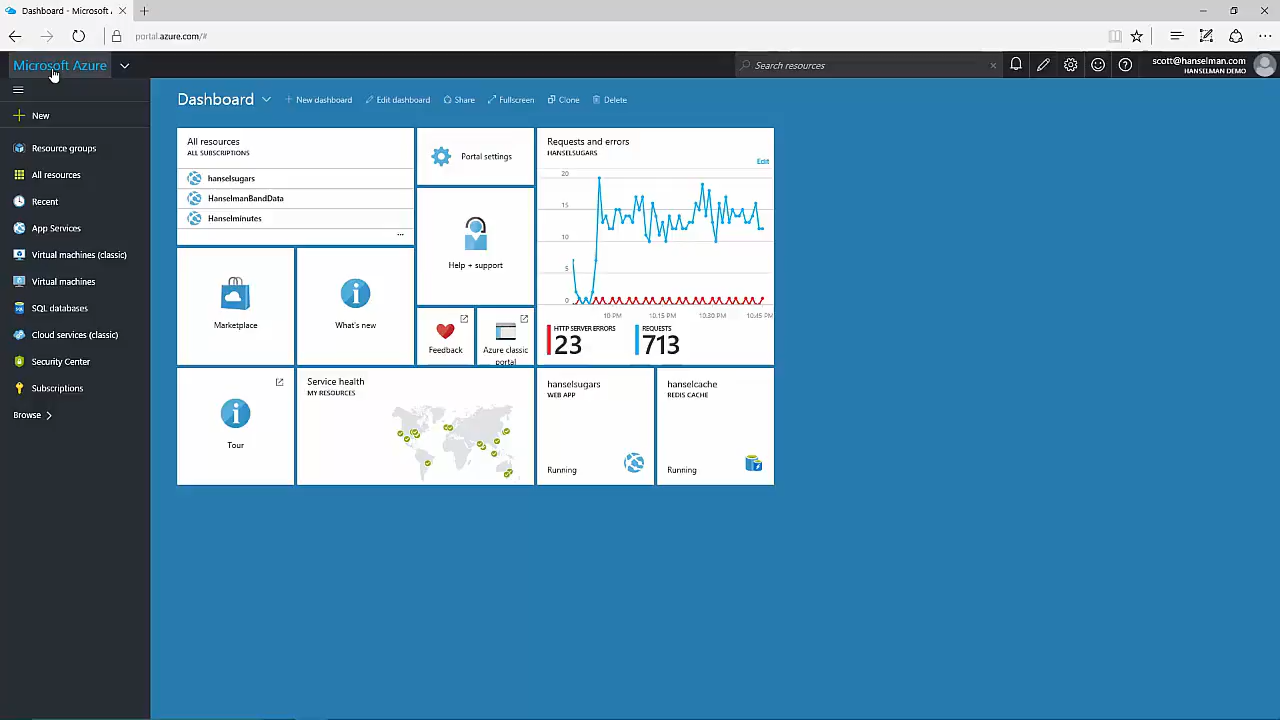 Dashboard - Microsoft A
portal.azure.com/#
Microsoft Azure
Search resources
scott@hanselman.com
HANSELMAN DEMO
New
Resource groups
All resources
Recent
App Services
Virtual machines (classic)
Virtual machines
SQL databases
Cloud services (classic)
Security Center
Subscriptions
Browse
Dashboard
New dashboard
Edit dashboard
Share
Fullscreen
Clone
Delete
All resources
ALL SUBSCRIPTIONS
hanselsugars
HanselmanBandData
Hanselminutes
...
Portal settings
Help + support
Marketplace
What's new
Feedback
Azure classic
portal
Requests and errors
HANSELSUGARS
Edit
20
15
10
5
0
10 PM
10.15 PM
10.30 PM
10.45 PM
HTTP SERVER ERRORS
23
REQUESTS
713
Tour
Service health
MY RESOURCES
hanselsugars
WEB APP
Running
hanselcache
REDIS CACHE
Running